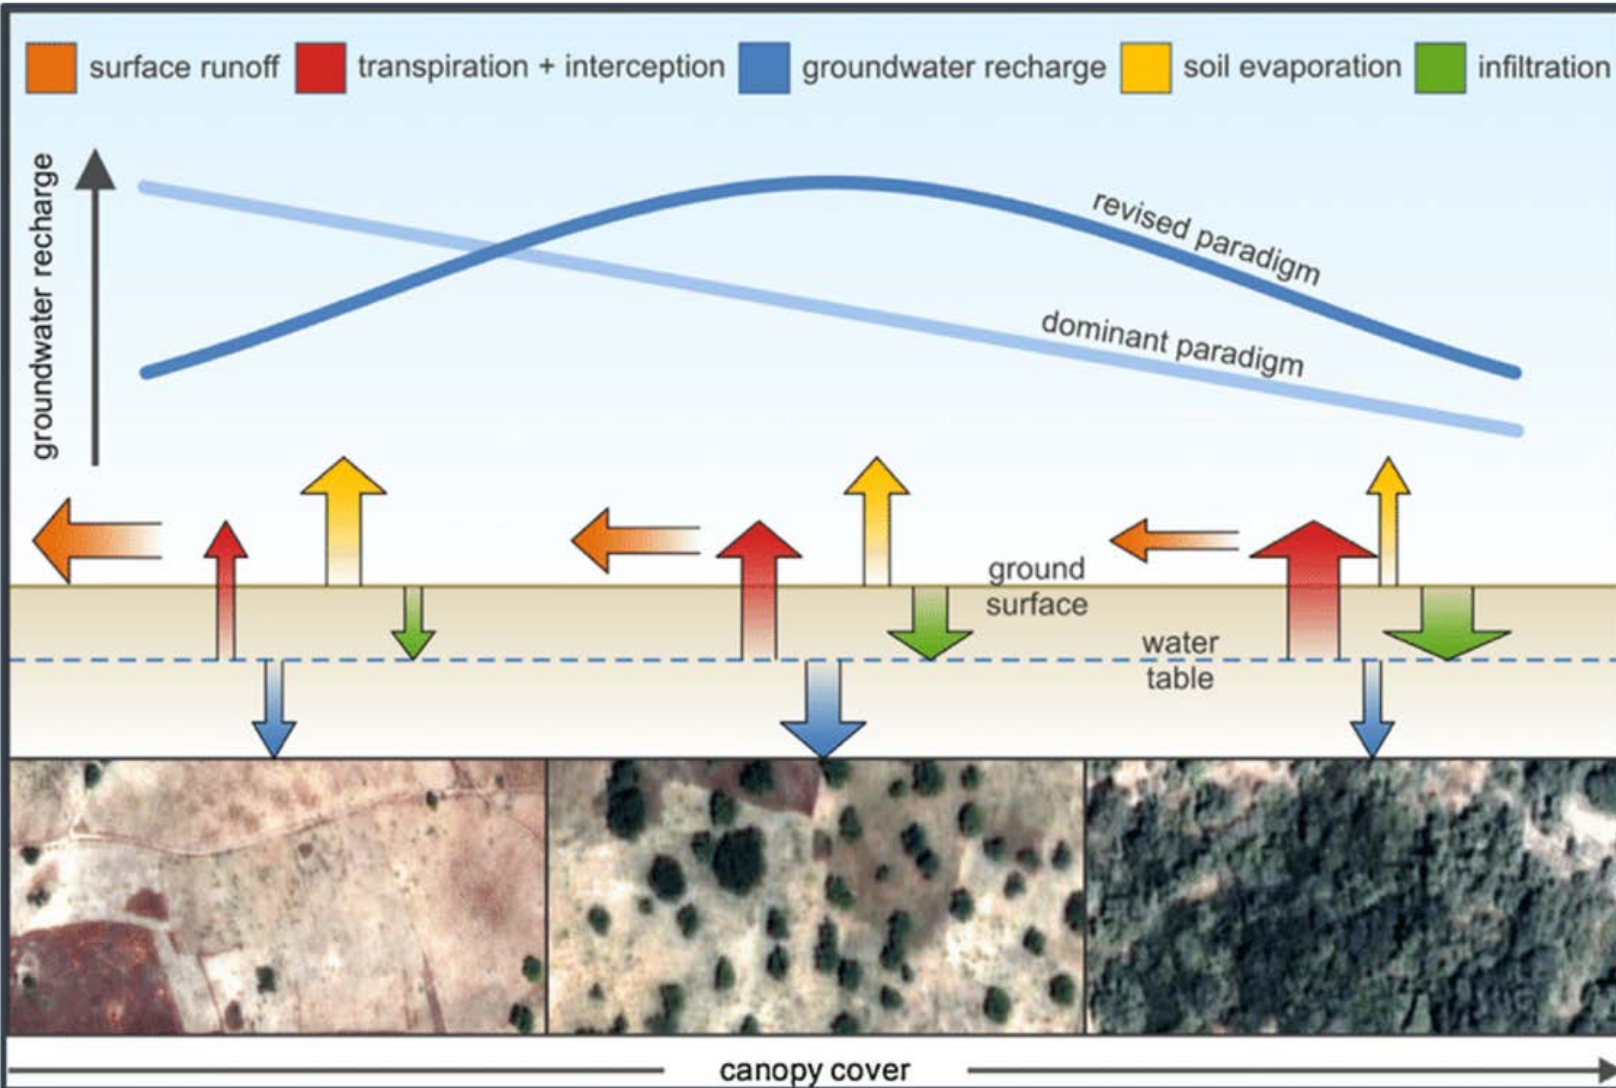 surface runoff transpiration + interception groundwater recharge soil evaporation infiltration
groundwater recharge
revised paradigm
dominant paradigm
ground
surface
water
table
canopy cover